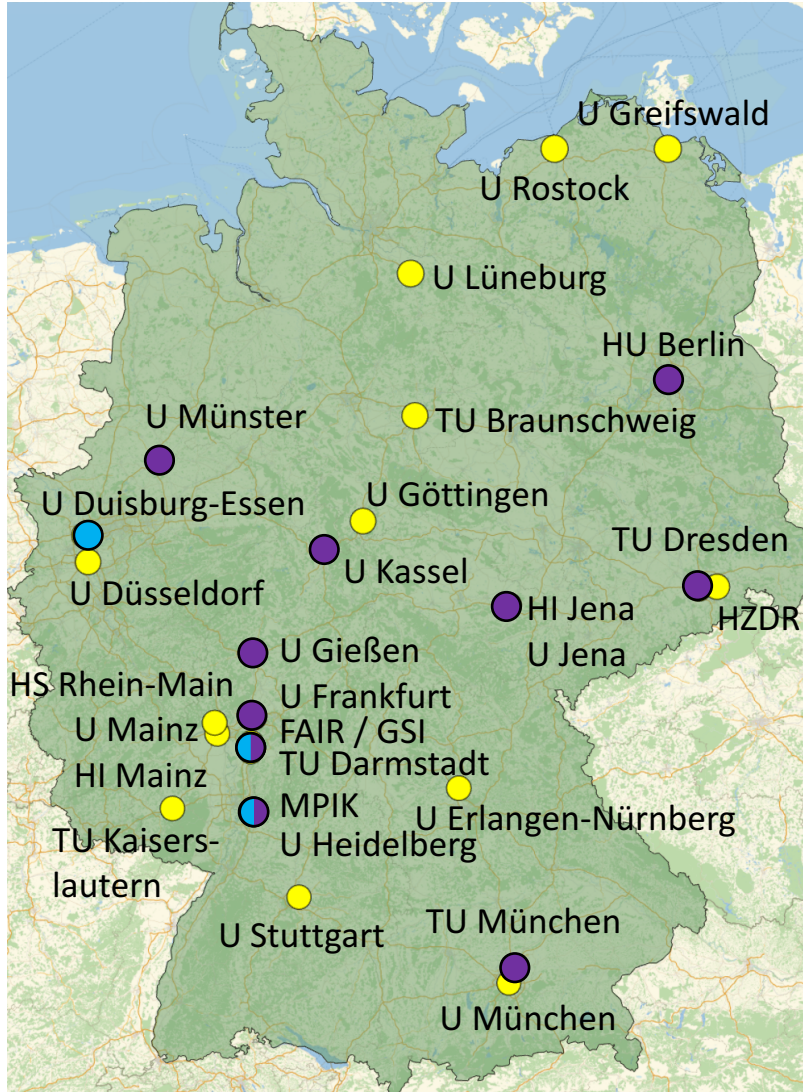 U Greifswald
U Rostock
U Lüneburg
HU Berlin
U Münster
TU Braunschweig
U Duisburg-Essen
U Göttingen
TU Dresden
U Kassel
U Düsseldorf
HI Jena
HZDR
U Jena
U Gießen
HS Rhein-Main
U Frankfurt
U Mainz
FAIR / GSI
HI Mainz
TU Darmstadt
MPIK
U Erlangen-Nürnberg
TU Kaisers-
lautern
U Heidelberg
TU München
U Stuttgart
U München